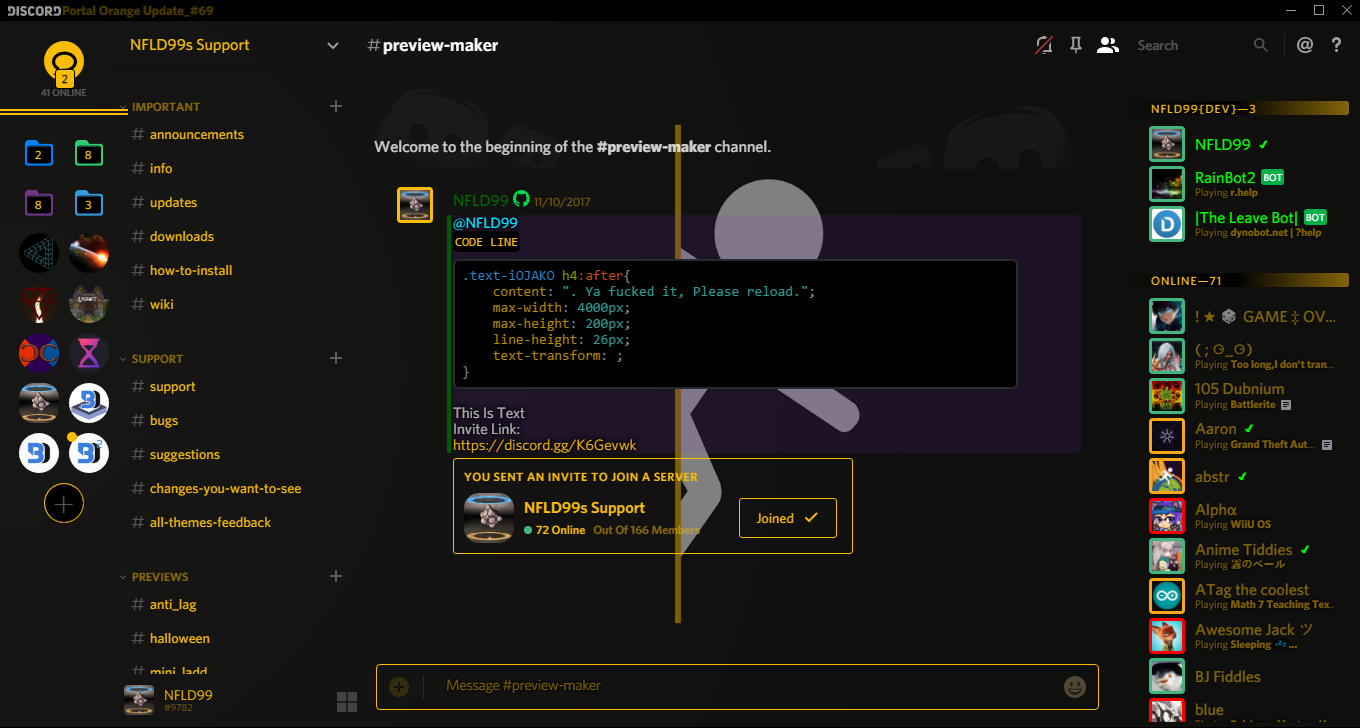 DISCORD Portal Orange Update_#69
2
41 ONLINE
2
8
8
3
NFLD99s Support
IMPORTANT
# announcements
# info
# updates
# downloads
# how-to-install
# wiki
SUPPORT
# support
# bugs
# suggestions
# changes-you-want-to-see
# all-themes-feedback
PREVIEWS
# anti_lag
# halloween
# mini_ladd
NFLD99
#9782
#preview-maker
Search
@ ?
Welcome to the beginning of the #preview-maker channel.
NFLD99 11/10/2017
@NFLD99
CODE LINE
.text-iOJAKO h4:after{
content: ". Ya fucked it, Please reload.";
max-width: 4000px;
max-height: 200px;
line-height: 26px;
text-transform: ;
}
This Is Text
Invite Link:
https://discord.gg/K6Gevwk
YOU SENT AN INVITE TO JOIN A SERVER
NFLD99s Support
72 Online Out Of 166 Members
Joined
Message #preview-maker
NFLD99{DEV}—3
NFLD99
RainBot2 BOT
Playing r.help
|The Leave Bot| BOT
Playing dynobot.net | ?help
ONLINE—71
! ★ GAME ‡ OV...
( ; ʘ_ʘ)
Playing Too long,I don't tran...
105 Dubnium
Playing Battlerite
Aaron
Playing Grand Theft Aut...
abstr
Alphα
Playing WiiU OS
Anime Tiddies
Playing 霧のベール
ATag the coolest
Playing Math 7 Teaching Tex...
Awesome Jack ツ
Playing Sleeping 💤 ...
BJ Fiddles
blue